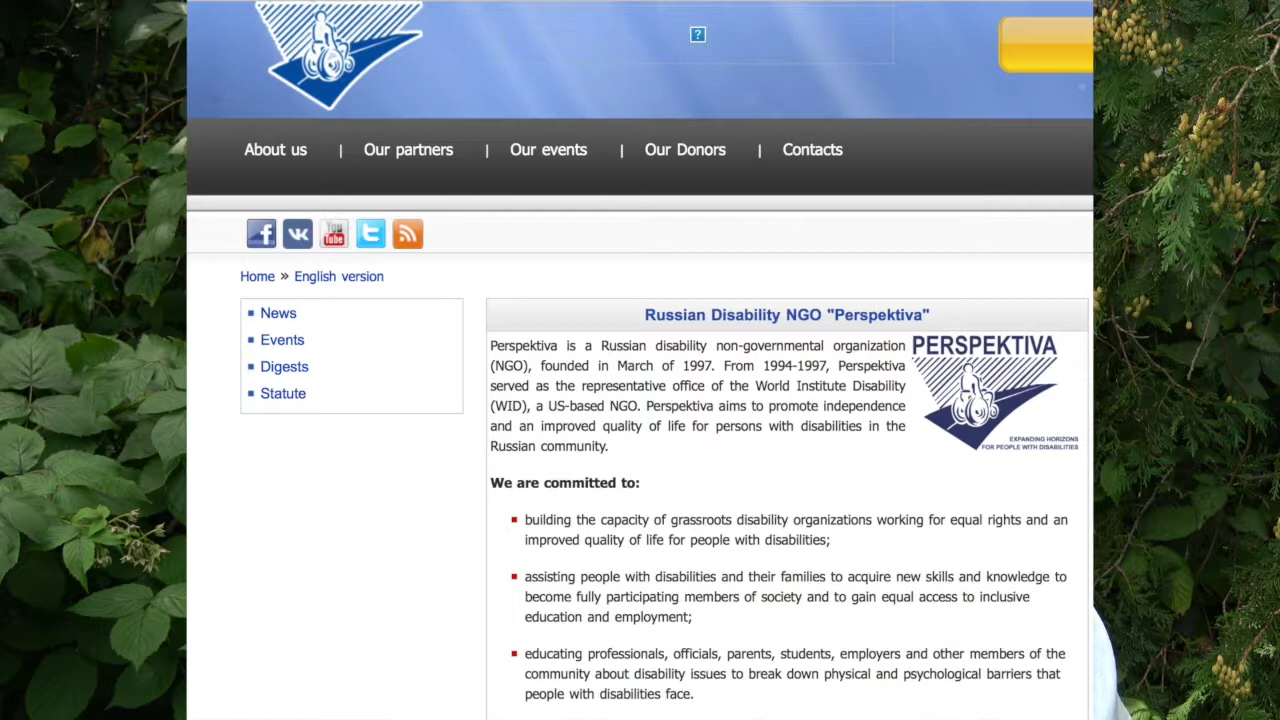 ?
About us | Our partners | Our events | Our Donors | Contacts
f VK You Tube t
Home » English version
News
Events
Digests
Statute
Russian Disability NGO "Perspektiva"
Perspektiva is a Russian disability non-governmental organization
(NGO), founded in March of 1997. From 1994-1997, Perspektiva
served as the representative office of the World Institute Disability
(WID), a US-based NGO. Perspektiva aims to promote independence
and an improved quality of life for persons with disabilities in the
Russian community.
PERSPEKTIVA
EXPANDING HORIZONS
FOR PEOPLE WITH DISABILITIES
We are committed to:
building the capacity of grassroots disability organizations working for equal rights and an
improved quality of life for people with disabilities;
assisting people with disabilities and their families to acquire new skills and knowledge to
become fully participating members of society and to gain equal access to inclusive
education and employment;
educating professionals, officials, parents, students, employers and other members of the
community about disability issues to break down physical and psychological barriers that
people with disabilities face.